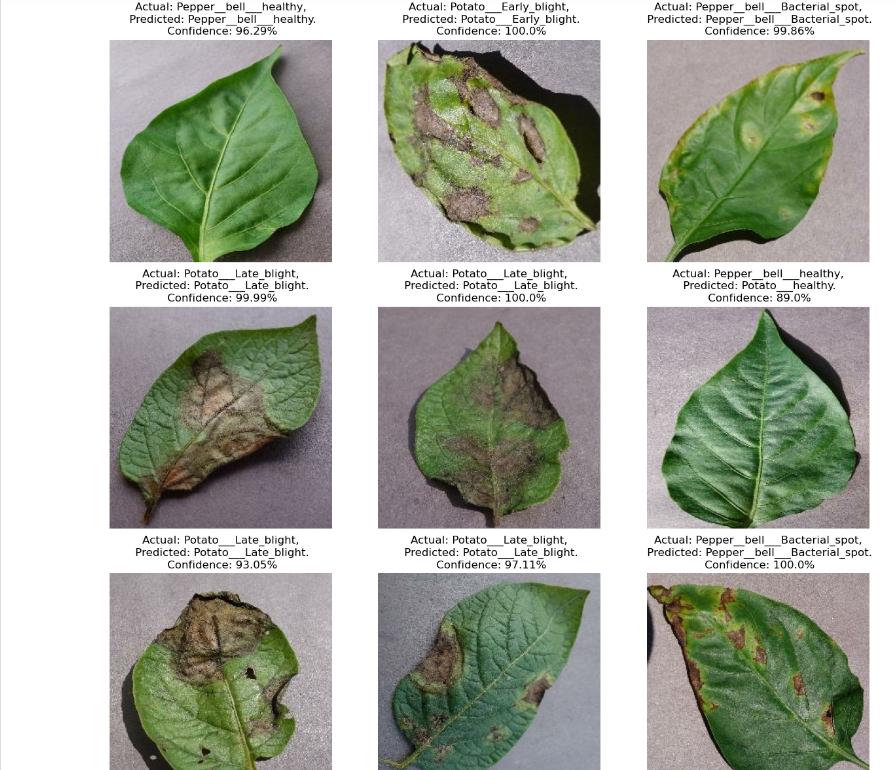 Actual: Pepper__bell___healthy,
Predicted: Pepper__bell___healthy.
Confidence: 96.29%
Actual: Potato___Early_blight,
Predicted: Potato___Early_blight.
Confidence: 100.0%
Actual: Pepper__bell___Bacterial_spot,
Predicted: Pepper__bell___Bacterial_spot.
Confidence: 99.86%
Actual: Potato___Late_blight,
Predicted: Potato___Late_blight.
Confidence: 99.99%
Actual: Potato___Late_blight,
Predicted: Potato___Late_blight.
Confidence: 100.0%
Actual: Pepper__bell___healthy,
Predicted: Potato___healthy.
Confidence: 89.0%
Actual: Potato___Late_blight,
Predicted: Potato___Late_blight.
Confidence: 93.05%
Actual: Potato___Late_blight,
Predicted: Potato___Late_blight.
Confidence: 97.11%
Actual: Pepper__bell___Bacterial_spot,
Predicted: Pepper__bell___Bacterial_spot.
Confidence: 100.0%